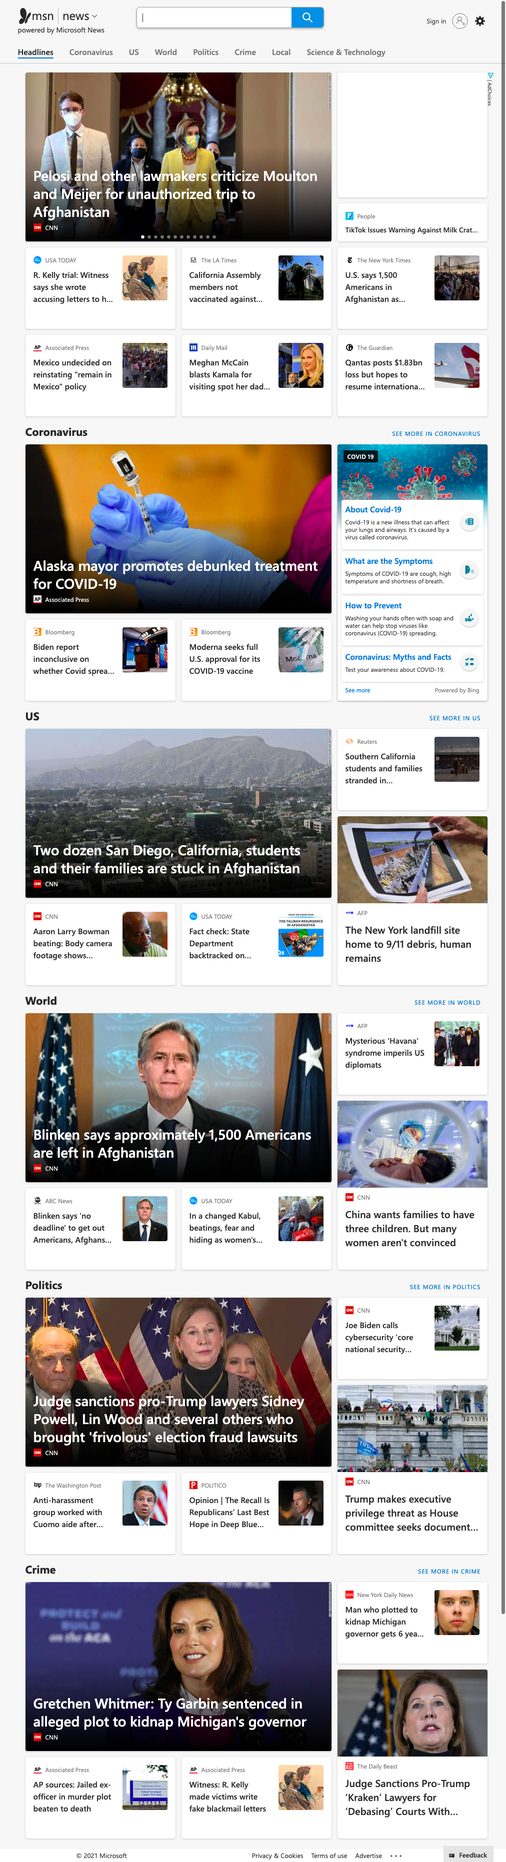 msn | news
powered by Microsoft News
Sign in
Headlines Coronavirus US World Politics Crime Local Science & Technology
AdChoices
Pelosi and other lawmakers criticize Moulton
and Meijer for unauthorized trip to
Afghanistan
CNN
People
TikTok Issues Warning Against Milk Crat...
USA TODAY
R. Kelly trial: Witness
says she wrote
accusing letters to h...
The LA Times
California Assembly
members not
vaccinated against...
The New York Times
U.S. says 1,500
Americans in
Afghanistan as...
Associated Press
Mexico undecided on
reinstating "remain in
Mexico" policy
Daily Mail
Meghan McCain
blasts Kamala for
visiting spot her dad...
The Guardian
Qantas posts $1.83bn
loss but hopes to
resume internationa...
Coronavirus
SEE MORE IN CORONAVIRUS
Alaska mayor promotes debunked treatment
for COVID-19
Associated Press
COVID 19
About Covid-19
Covid-19 is a new illness that can affect
your lungs and airways. It's caused by a
virus called coronavirus.
What are the Symptoms
Symptoms of COVID-19 are cough, high
temperature and shortness of breath.
How to Prevent
Washing your hands often with soap and
water can help stop viruses like
coronavirus (COVID-19) spreading.
Coronavirus: Myths and Facts
Test your awareness about COVID-19.
See more
Powered by Bing
Bloomberg
Biden report
inconclusive on
whether Covid sprea...
Bloomberg
Moderna seeks full
U.S. approval for its
COVID-19 vaccine
US
SEE MORE IN US
Two dozen San Diego, California, students
and their families are stuck in Afghanistan
CNN
Reuters
Southern California
students and families
stranded in...
AFP
The New York landfill site
home to 9/11 debris, human
remains
CNN
Aaron Larry Bowman
beating: Body camera
footage shows...
USA TODAY
Fact check: State
Department
backtracked on...
THE TALIBAN RESURGENCE
IN AFGHANISTAN
World
SEE MORE IN WORLD
Blinken says approximately 1,500 Americans
are left in Afghanistan
CNN
AFP
Mysterious 'Havana'
syndrome imperils US
diplomats
CNN
China wants families to have
three children. But many
women aren't convinced
ABC News
Blinken says 'no
deadline' to get out
Americans, Afghans...
USA TODAY
In a changed Kabul,
beatings, fear and
hiding as women's...
Politics
SEE MORE IN POLITICS
Judge sanctions pro-Trump lawyers Sidney
Powell, Lin Wood and several others who
brought 'frivolous' election fraud lawsuits
CNN
CNN
Joe Biden calls
cybersecurity 'core
national security...
CNN
Trump makes executive
privilege threat as House
committee seeks document...
The Washington Post
Anti-harassment
group worked with
Cuomo aide after...
POLITICO
Opinion | The Recall Is
Republicans' Last Best
Hope in Deep Blue...
Crime
SEE MORE IN CRIME
PROTECT and
BUILD
on the ACA
Gretchen Whitmer: Ty Garbin sentenced in
alleged plot to kidnap Michigan's governor
CNN
New York Daily News
Man who plotted to
kidnap Michigan
governor gets 6 yea...
The Daily Beast
Judge Sanctions Pro-Trump
‘Kraken’ Lawyers for
‘Debasing’ Courts With...
Associated Press
AP sources: Jailed ex-
officer in murder plot
beaten to death
Associated Press
Witness: R. Kelly
made victims write
fake blackmail letters
© 2021 Microsoft
Privacy & Cookies Terms of use Advertise
Feedback